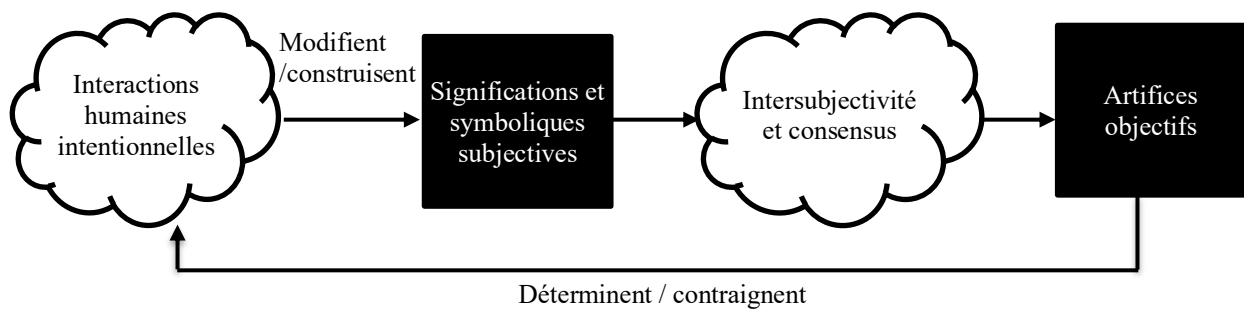 Interactions
humaines
intentionnelles
Modifient
/construisent
Significations et
symboliques
subjectives
Intersubjectivité
et consensus
Artifices
objectifs
Déterminent / contraignent